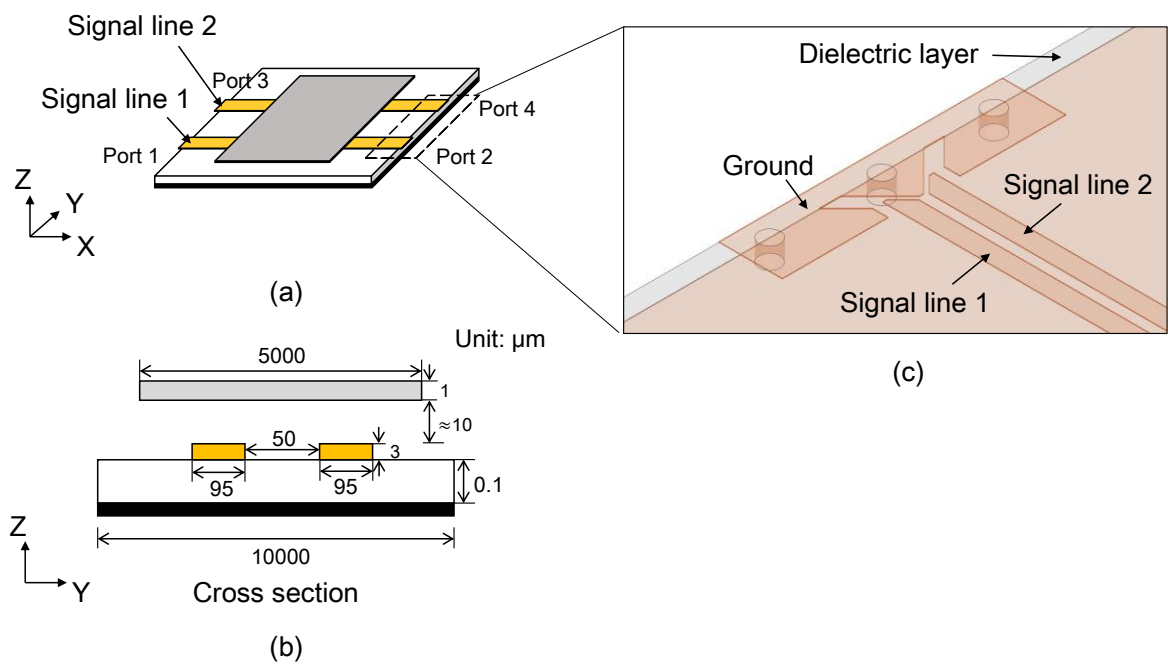 Signal line 2
Port 3
Signal line 1
Port 4
Port 1
Port 2
Z
Y
X
(a)
Dielectric layer
Ground
Signal line 2
Signal line 1
(c)
Unit: µm
5000
1
≈10
50
3
95
95
0.1
10000
Z
Y
Cross section
(b)